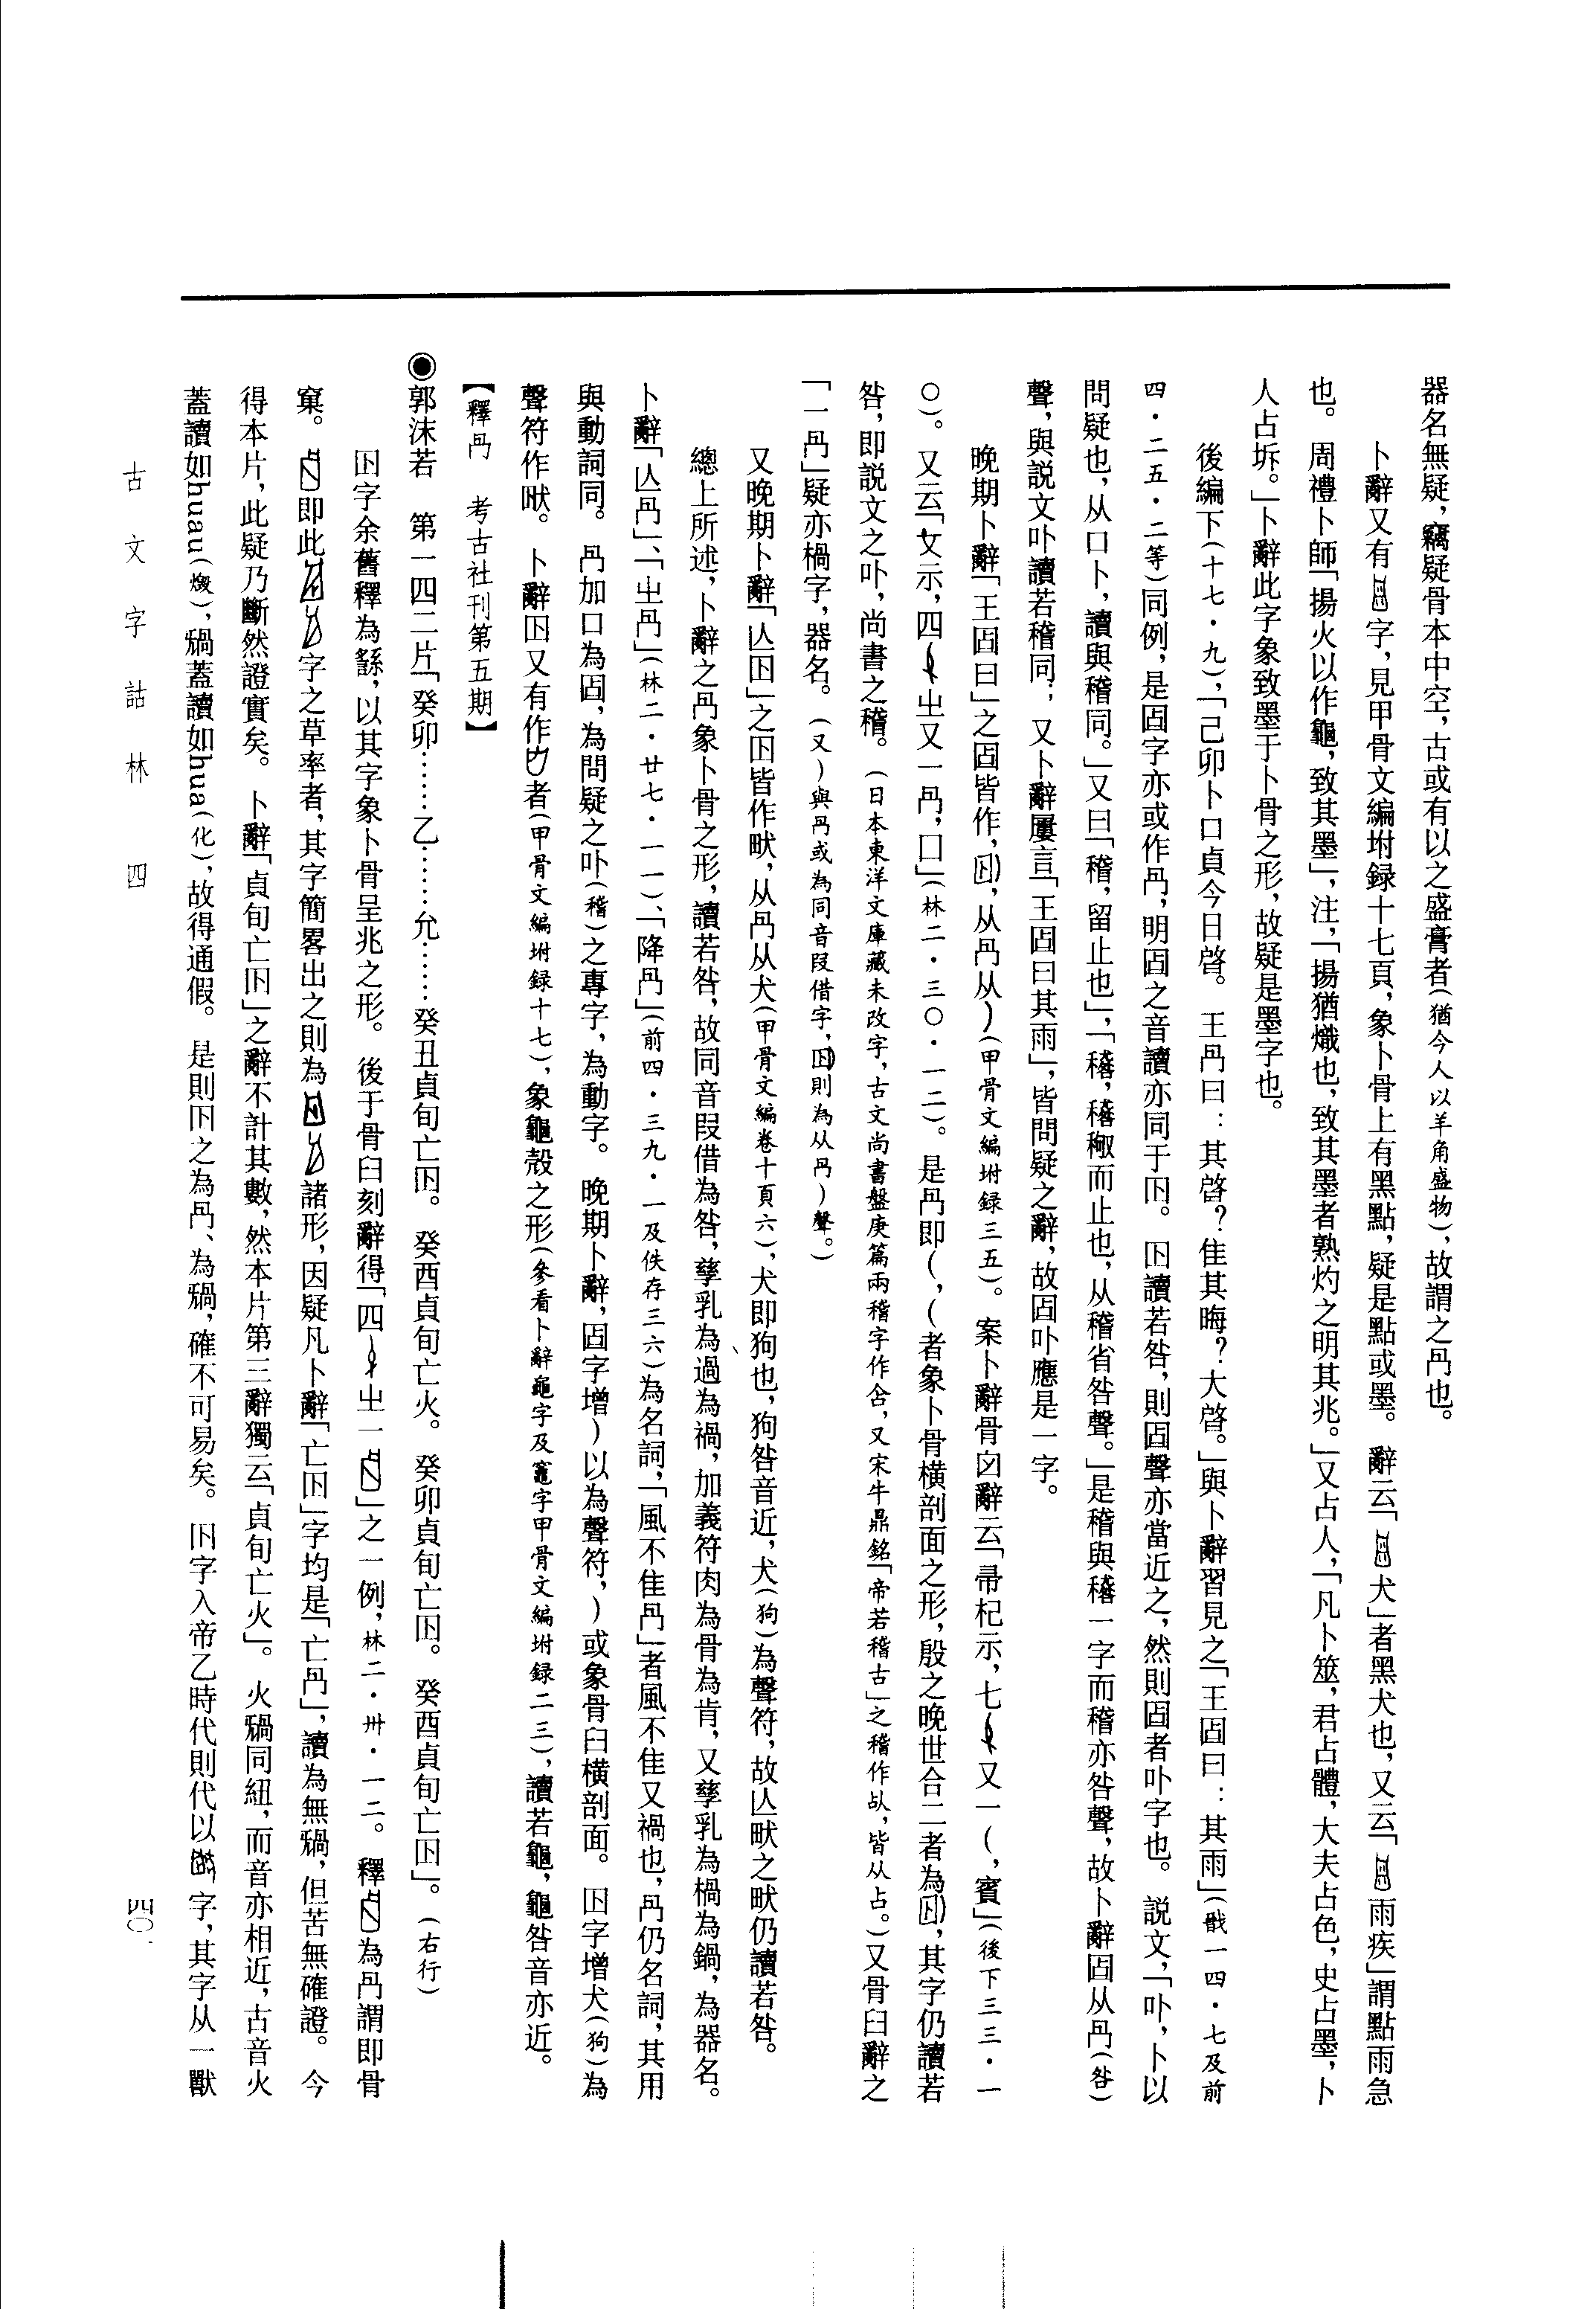 器名無疑，竊疑骨本中空，古或有以之盛膏者（猶今人以羊角盛物），故謂之冎也。
卜辭又有字，見甲骨文編坿録十七頁，象卜骨上有黑點，疑是點或墨。辭云「犬」者黑犬也，又云「雨疾」謂點雨急
也。周禮卜師「揚火以作龜，致其墨」，注，「揚猶熾也，致其墨者熟灼之明其兆。」又占人，「凡卜筮，君占體，大夫占色，史占墨，卜
人占坼。」卜辭此字象致墨于卜骨之形，故疑是墨字也。
後編下（十七·九），「己卯卜口貞今日啓。王冎曰：其啓？隹其晦？大啓。」與卜辭習見之「王固曰：其雨」（戩一四·七及前
四·二五·二等）同例，是固字亦或作冎，明固之音讀亦同于𡆥。𡆥讀若咎，則固聲亦當近之，然則固者卟字也。説文，「卟，卜以
問疑也，从口卜，讀與稽同。」又曰「稽，留止也」，「𥡴，𥡴𥠻而止也，从稽省咎聲。」是稽與𥡴一字而稽亦咎聲，故卜辭固从冎（咎）
聲，與説文卟讀若稽同；又卜辭屢言「王固曰其雨」，皆問疑之辭，故固卟應是一字。
晚期卜辭「王固曰」之固皆作，从冎从）（甲骨文編坿録三五）。案卜辭骨臼辭云「帚杞示，七又一（，賓」（後下三三·一
〇）。又云「女示，四㞢又一冎，口」（林二·三〇·一二）。是冎即（，（者象卜骨橫剖面之形，殷之晚世合二者為，其字仍讀若
咎，即説文之卟，尚書之稽。（日本東洋文庫藏未改字，古文尚書盤庚篇兩稽字作㕣，又宋牛鼎銘「帝若稽古」之稽作，皆从占。）又骨臼辭之
「一冎」疑亦楇字，器名。（又）與冎或為同音叚借字，則為从冎）聲。）
又晚期卜辭「亾𡆥」之𡆥皆作㕢，从冎从犬（甲骨文編卷十頁六），犬即狗也，狗咎音近，犬（狗）為聲符，故亾㕢之㕢仍讀若咎。
總上所述，卜辭之冎象卜骨之形，讀若咎，故同音叚借為咎，孳乳為過為禍，加義符肉為骨為肯，又孳乳為楇為鍋，為器名。
卜辭「亾冎」、「㞢冎」（林二·廿七·一一）、「降冎」（前四·三九·一及佚存三六）為名詞，「風不隹冎」者風不隹又禍也，冎仍名詞，其用
與動詞同。冎加口為固，為問疑之卟（稽）之專字，為動字。晚期卜辭，固字增）以為聲符，）或象骨臼橫剖面。𡆥字增犬（狗）為
聲符作㕢。卜辭𡆥又有作者（甲骨文編坿録十七），象龜殼之形（參看卜辭龜字及竈字甲骨文編坿録二三），讀若龜，龜咎音亦近。
【釋冎　考古社刊第五期】
◉郭沫若　第一四二片「癸卯……乙……允……癸丑貞旬亡𡆥。癸酉貞旬亡火。癸卯貞旬亡𡆥。癸酉貞旬亡𡆥」。（右行）
𡆥字余舊釋為繇，以其字象卜骨呈兆之形。後于骨臼刻辭得「四㞢一」之一例，林二·卅·一二。釋為冎謂即骨
窠。即此字之草率者，其字簡畧出之則為諸形，因疑凡卜辭「亡𡆥」字均是「亡冎」，讀為無禍，但苦無確證。今
得本片，此疑乃斷然證實矣。卜辭「貞旬亡𡆥」之辭不計其數，然本片第三辭獨云「貞旬亡火」。火禍同紐，而音亦相近，古音火
蓋讀如huau（燬），禍蓋讀如hua（化），故得通假。是則𡆥之為冎、為禍，確不可易矣。𡆥字入帝乙時代則代以字，其字从一獸
古文字詁林　四
四〇一